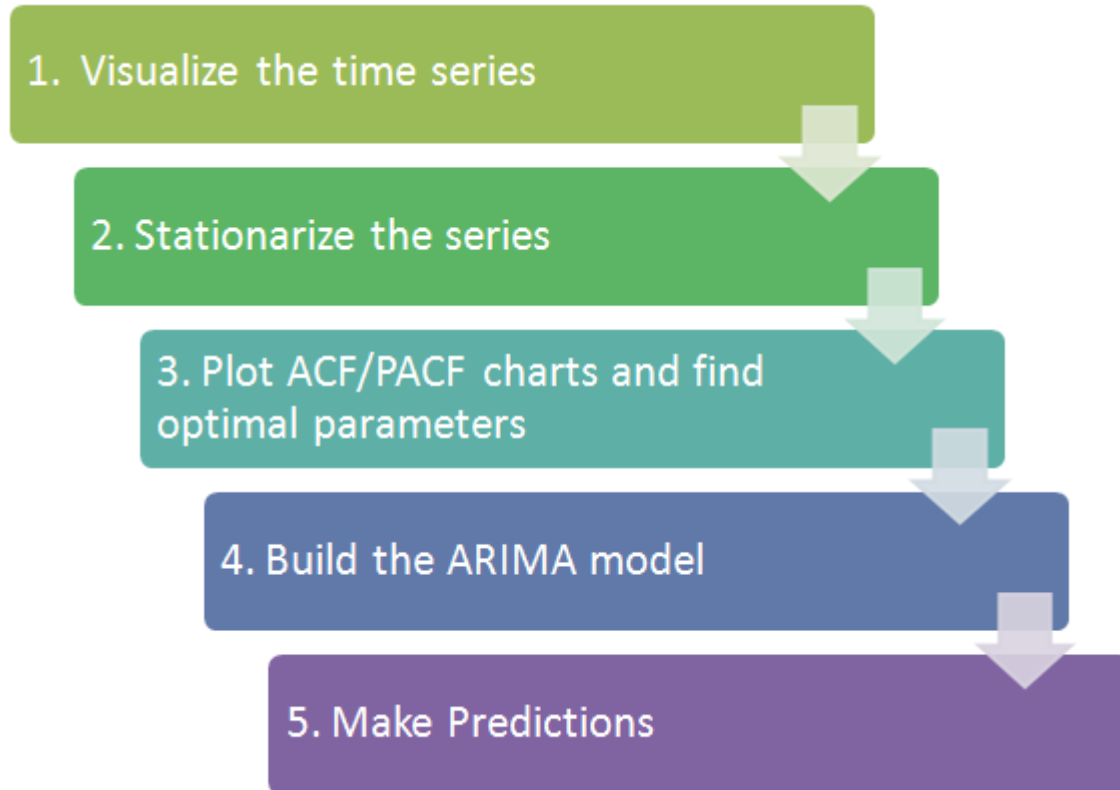 1. Visualize the time series
2. Stationarize the series
3. Plot ACF/PACF charts and find
optimal parameters
4. Build the ARIMA model
5. Make Predictions